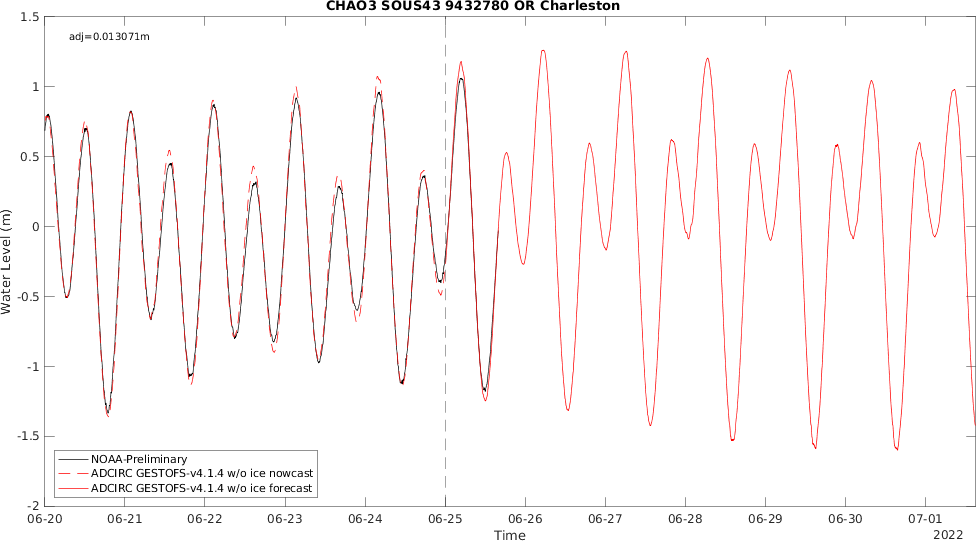 CHAO3 SOUS43 9432780 OR Charleston
adj=0.013071m
1.5
1
0.5
0
-0.5
-1
-1.5
-2
Water Level (m)
NOAA-Preliminary
ADCIRC GESTOFS-v4.1.4 w/o ice nowcast
ADCIRC GESTOFS-v4.1.4 w/o ice forecast
06-20 06-21 06-22 06-23 06-24 06-25 06-26 06-27 06-28 06-29 06-30 07-01
Time
2022